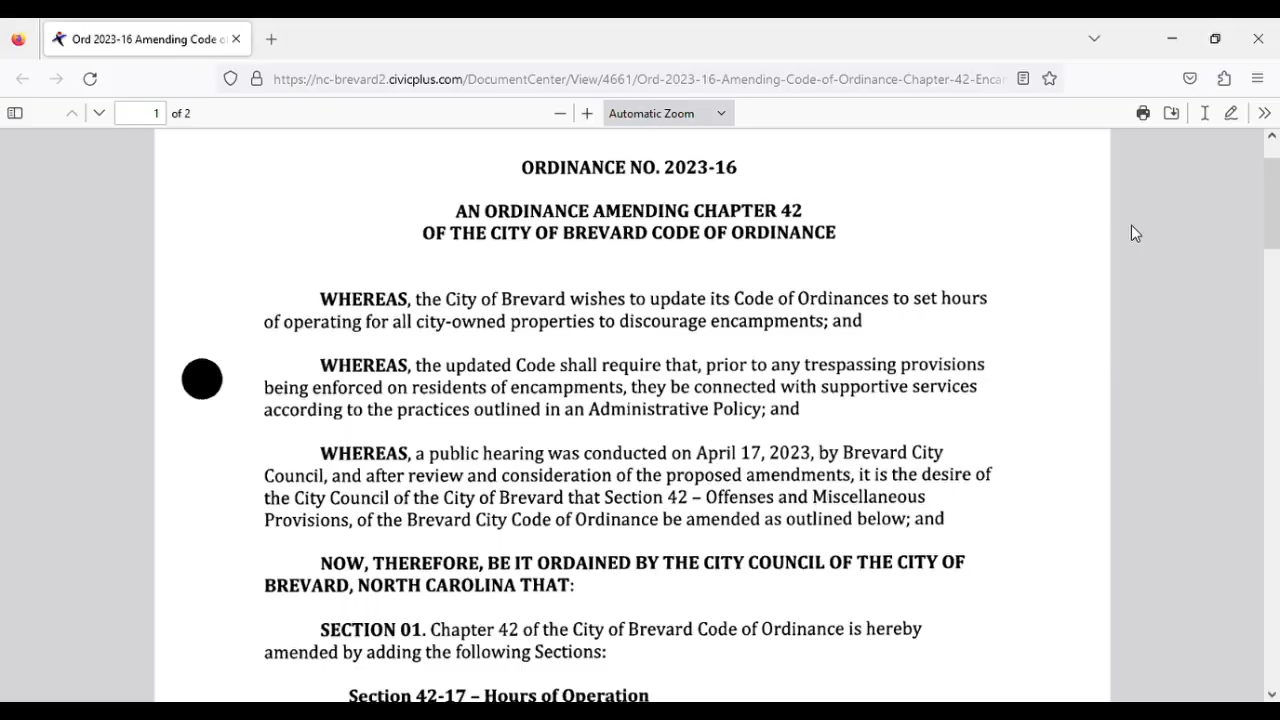 Ord 2023-16 Amending Code of
https://nc-brevard2.civicplus.com/DocumentCenter/View/4661/Ord-2023-16-Amending-Code-of-Ordinance-Chapter-42-Enca
1 of 2
Automatic Zoom
ORDINANCE NO. 2023-16
AN ORDINANCE AMENDING CHAPTER 42
OF THE CITY OF BREVARD CODE OF ORDINANCE
WHEREAS, the City of Brevard wishes to update its Code of Ordinances to set hours
of operating for all city-owned properties to discourage encampments; and
WHEREAS, the updated Code shall require that, prior to any trespassing provisions
being enforced on residents of encampments, they be connected with supportive services
according to the practices outlined in an Administrative Policy; and
WHEREAS, a public hearing was conducted on April 17, 2023, by Brevard City
Council, and after review and consideration of the proposed amendments, it is the desire of
the City Council of the City of Brevard that Section 42 – Offenses and Miscellaneous
Provisions, of the Brevard City Code of Ordinance be amended as outlined below; and
NOW, THEREFORE, BE IT ORDAINED BY THE CITY COUNCIL OF THE CITY OF
BREVARD, NORTH CAROLINA THAT:
SECTION 01. Chapter 42 of the City of Brevard Code of Ordinance is hereby
amended by adding the following Sections:
Section 42-17 – Hours of Operation